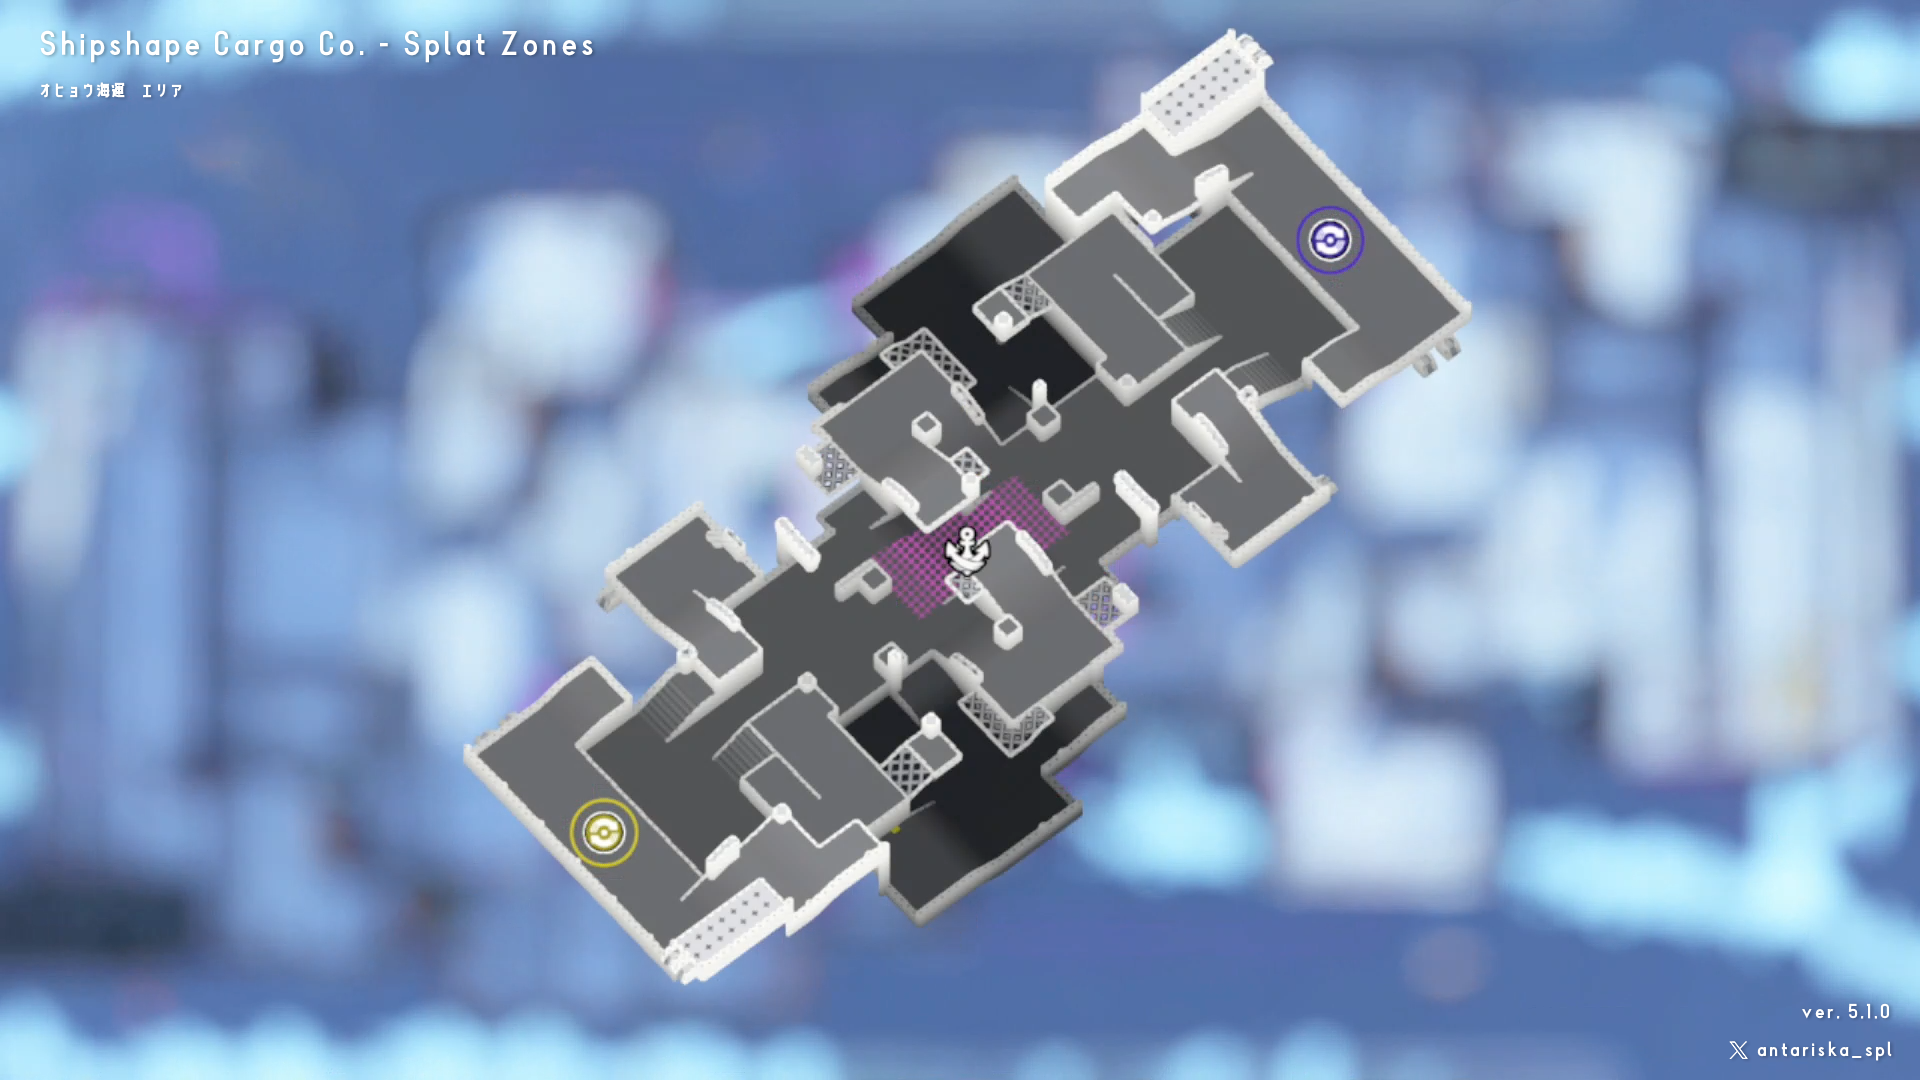 Shipshape Cargo Co. - Splat Zones
オヒョウ海運 エリア
ver. 5.1.0
X antariska_spl